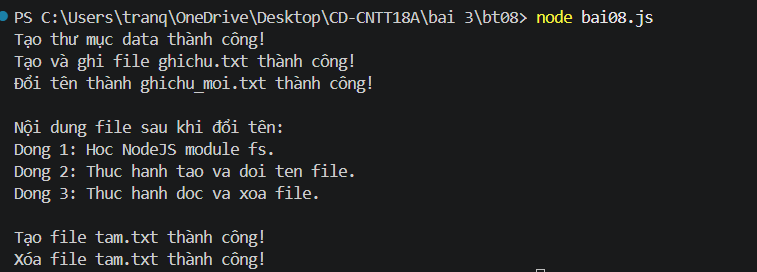 PS C:\Users\tranq\OneDrive\Desktop\CD-CNTT18A\bai 3\bt08> node bai08.js
Tạo thư mục data thành công!
Tạo và ghi file ghichu.txt thành công!
Đổi tên thành ghichu_moi.txt thành công!
Nội dung file sau khi đổi tên:
Dong 1: Hoc NodeJS module fs.
Dong 2: Thuc hanh tao va doi ten file.
Dong 3: Thuc hanh doc va xoa file.
Tạo file tam.txt thành công!
Xóa file tam.txt thành công!